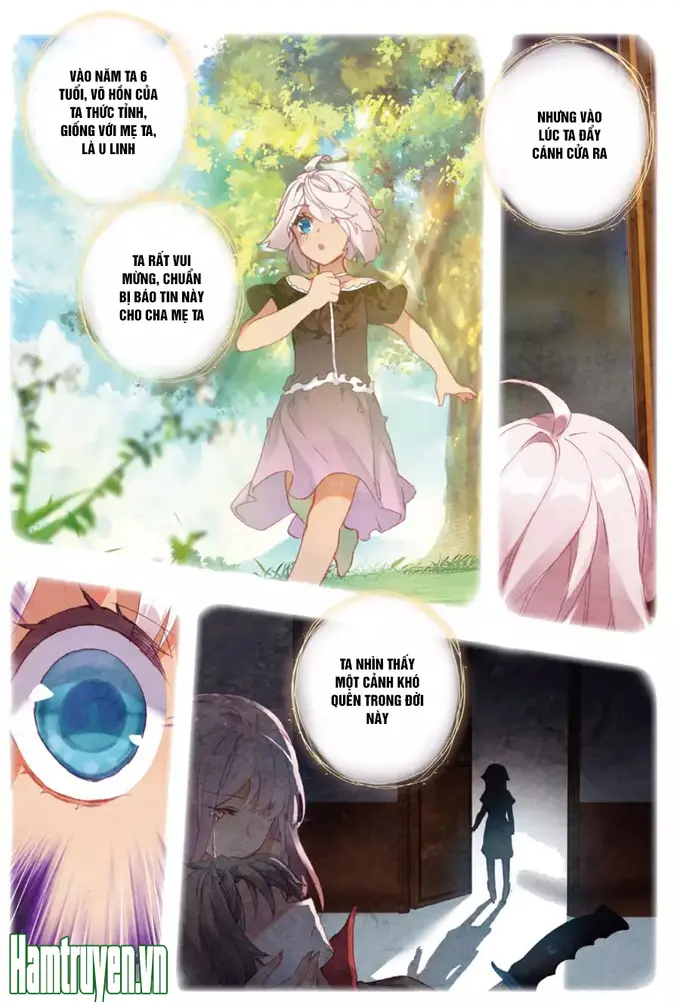 VÀO NĂM TA 6
TUỔI, VÕ HỒN CỦA
TA THỨC TỈNH,
GIỐNG VỚI MẸ TA,
LÀ U LINH
TA RẤT VUI
MỪNG, CHUẨN
BỊ BÁO TIN NÀY
CHO CHA MẸ TA
NHƯNG VÀO
LÚC TA ĐẨY
CÁNH CỬA RA
TA NHÌN THẤY
MỘT CẢNH KHÓ
QUÊN TRONG ĐỜI
NÀY
Hamtruyen.vn